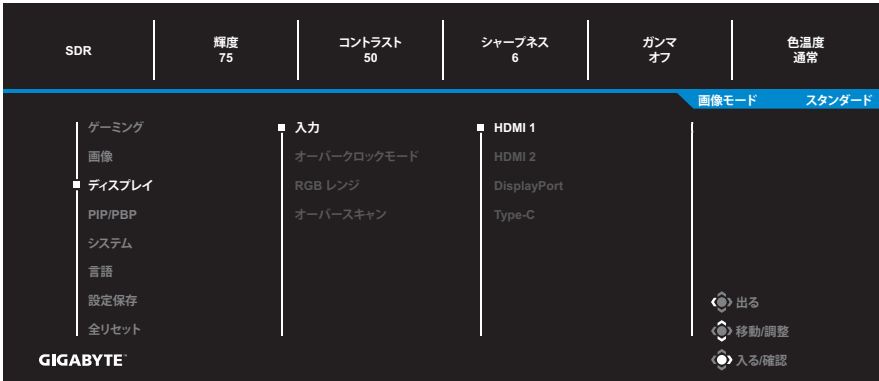 SDR
輝度
75
コントラスト
50
シャープネス
6
ガンマ
オフ
色温度
通常
画像モード スタンダード
ゲーミング
画像
ディスプレイ
PIP/PBP
システム
言語
設定保存
全リセット
入力
オーバークロックモード
RGB レンジ
オーバースキャン
HDMI 1
HDMI 2
DisplayPort
Type-C
出る
移動/調整
入る/確認
GIGABYTE™